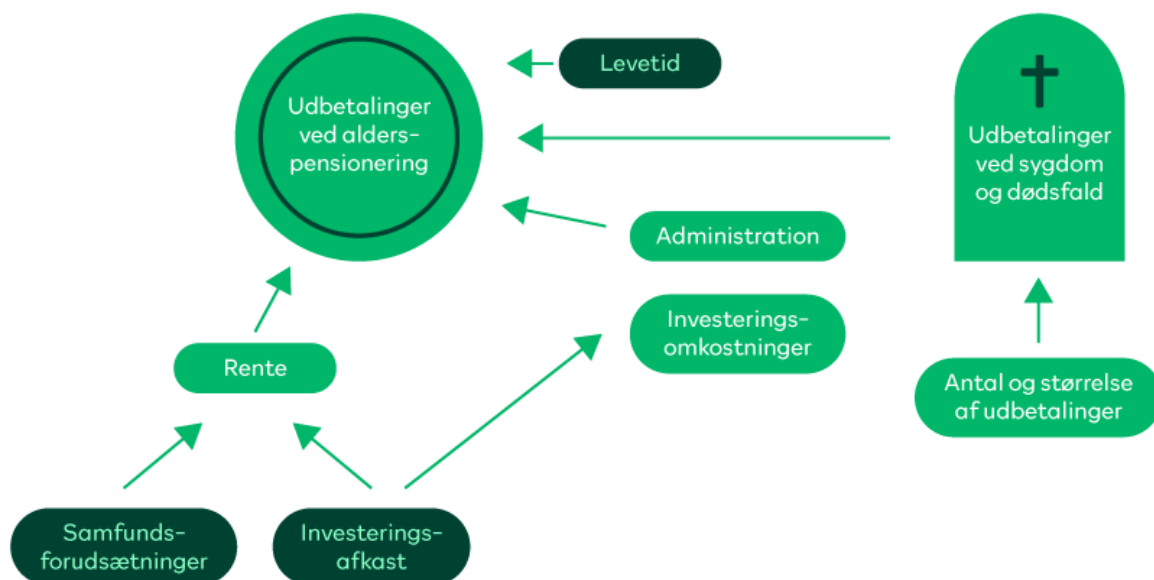 Levetid
Udbetalinger
ved alders-
pensionering
Udbetalinger
ved sygdom
og dødsfald
Administration
Investerings-
omkostninger
Rente
Antal og størrelse
af udbetalinger
Samfunds-
forudsætninger
Investerings-
afkast